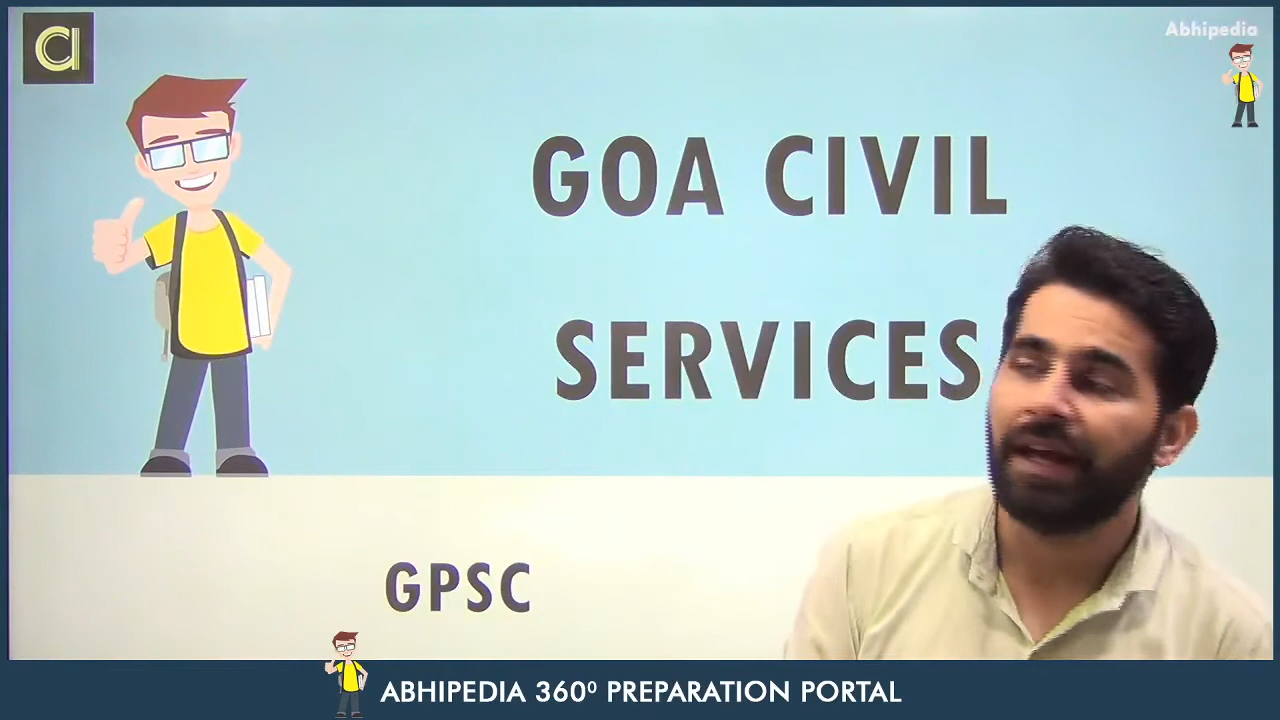 Abhipedia
GOA CIVIL
SERVICES
GPSC
ABHIPEDIA 360⁰ PREPARATION PORTAL